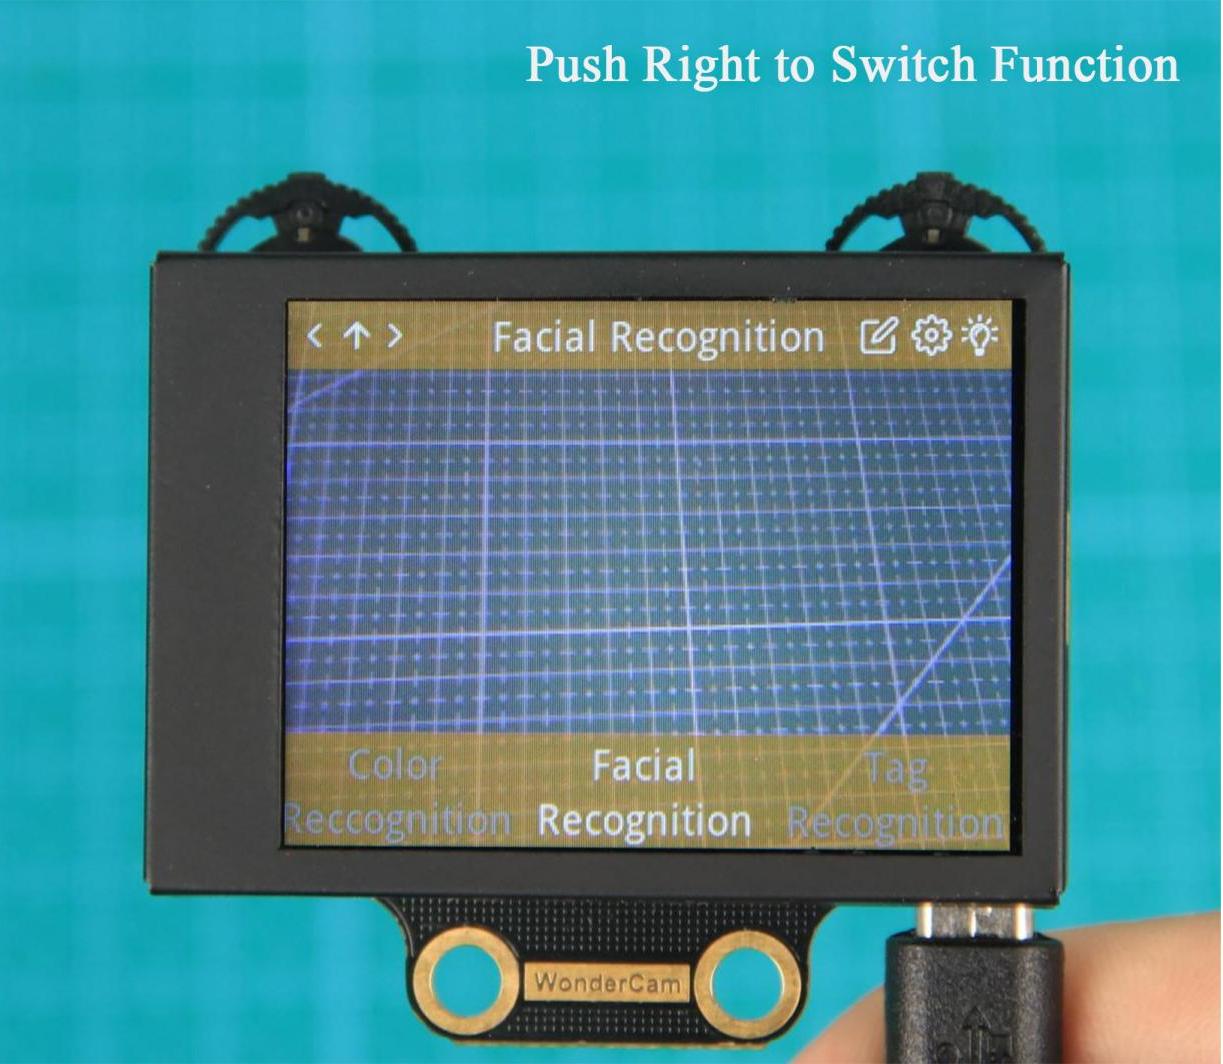 Push Right to Switch Function
Facial Recognition
Color Facial Tag
Reccognition Recognition Recognition
WonderCam